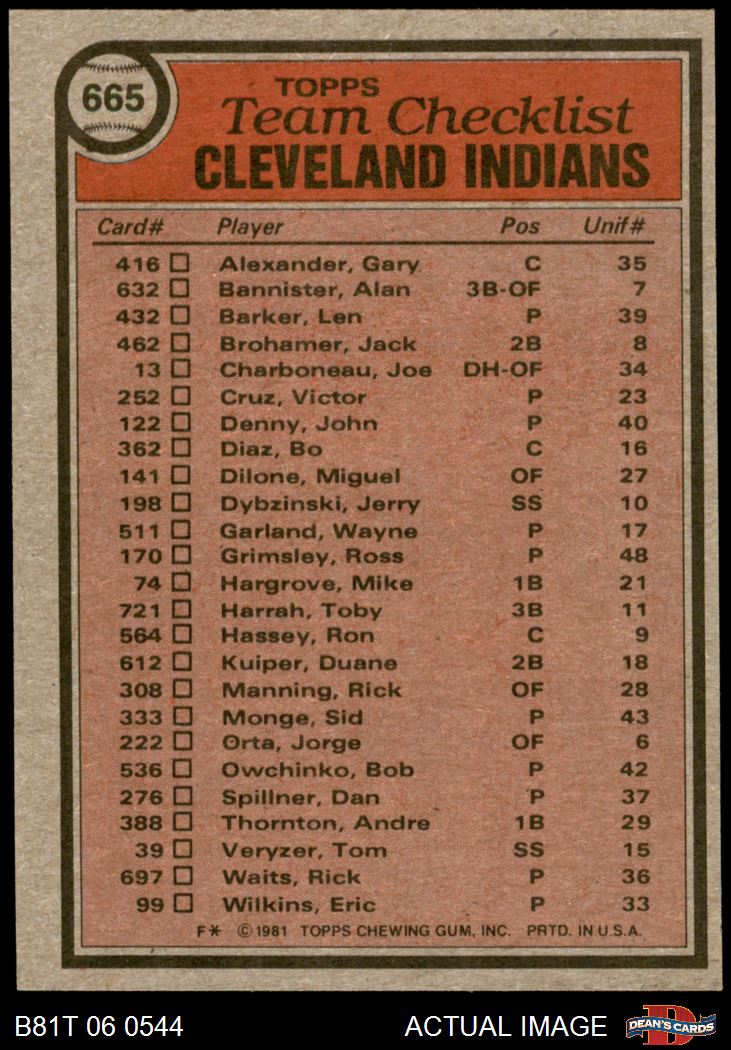 665
TOPPS
Team Checklist
CLEVELAND INDIANS
Card# Player Pos Unif#
416 Alexander, Gary C 35
632 Bannister, Alan 3B-OF 7
432 Barker, Len P 39
462 Brohamer, Jack 2B 8
13 Charboneau, Joe DH-OF 34
252 Cruz, Victor P 23
122 Denny, John P 40
362 Diaz, Bo C 16
141 Dilone, Miguel OF 27
198 Dybzinski, Jerry SS 10
511 Garland, Wayne P 17
170 Grimsley, Ross P 48
74 Hargrove, Mike 1B 21
721 Harrah, Toby 3B 11
564 Hassey, Ron C 9
612 Kuiper, Duane 2B 18
308 Manning, Rick OF 28
333 Monge, Sid P 43
222 Orta, Jorge OF 6
536 Owchinko, Bob P 42
276 Spillner, Dan P 37
388 Thornton, Andre 1B 29
39 Veryzer, Tom SS 15
697 Waits, Rick P 36
99 Wilkins, Eric P 33
F* ©1981 TOPPS CHEWING GUM, INC. PRTD. IN U.S.A.
B81T 06 0544 ACTUAL IMAGE D DEAN'S CARDS